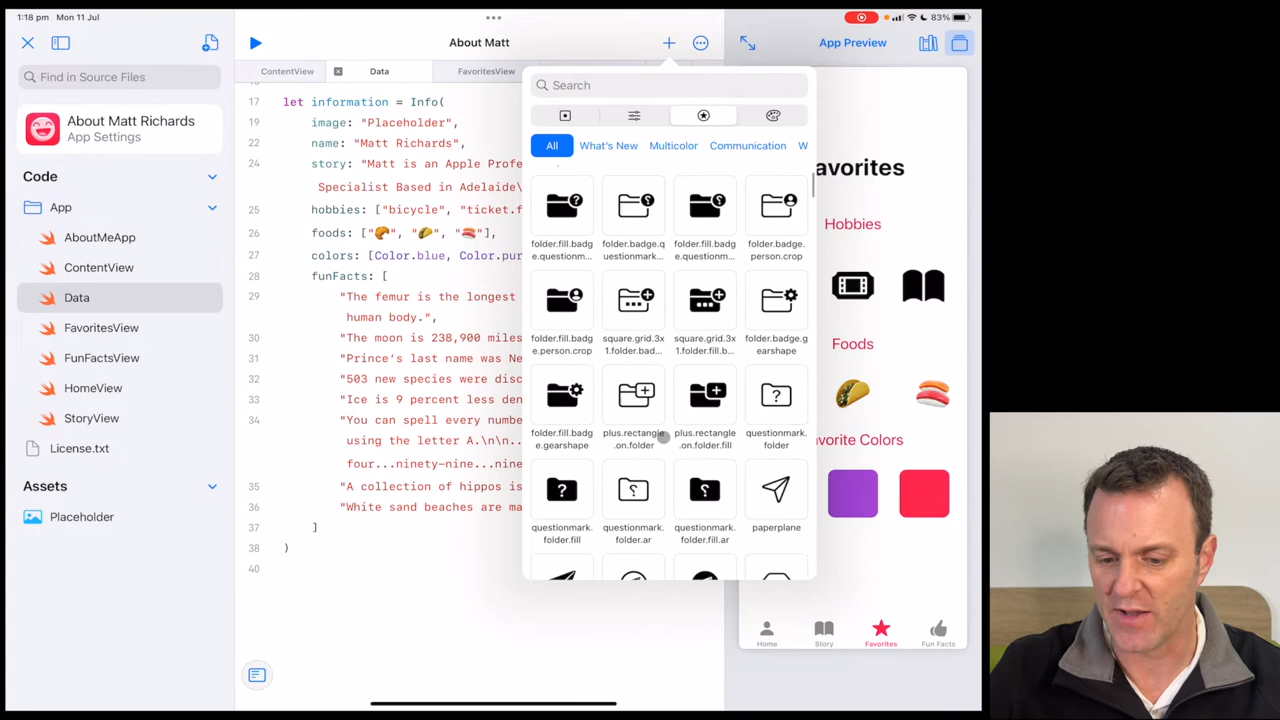 1:18 pm Mon 11 Jul
83%
About Matt
App Preview
Find in Source Files
ContentView
Data
FavoritesView
About Matt Richards
App Settings
Code
App
AboutMeApp
ContentView
Data
FavoritesView
FunFactsView
HomeView
StoryView
License.txt
Assets
Placeholder
17 let information = Info(
19 image: "Placeholder",
22 name: "Matt Richards",
24 story: "Matt is an Apple Profe
Specialist Based in Adelaide\
25 hobbies: ["bicycle", "ticket.f
26 foods: ["🥐", "🌮", "🍣"],
27 colors: [Color.blue, Color.pur
28 funFacts: [
29 "The femur is the longest
human body.",
30 "The moon is 238,900 miles
31 "Prince's last name was Ne
32 "503 new species were disc
33 "Ice is 9 percent less den
34 "You can spell every numbe
using the letter A.\n\n..
four...ninety-nine...nine
35 "A collection of hippos is
36 "White sand beaches are ma
37 ]
38 )
40
Search
All What's New Multicolor Communication W
folder.fill.badg
e.questionm...
folder.badge.q
uestionmark...
folder.fill.badg
e.questionm...
folder.badge.
person.crop
folder.fill.badg
e.person.crop
square.grid.3x
1.folder.bad...
square.grid.3x
1.folder.fill.b...
folder.badge.g
earshape
folder.fill.badg
e.gearshape
plus.rectangle
.on.folder
plus.rectangle
.on.folder.fill
questionmark.
folder
questionmark.
folder.fill
questionmark.
folder.ar
questionmark.
folder.fill.ar
paperplane
avorites
Hobbies
Foods
vorite Colors
Home
Story
Favorites
Fun Facts